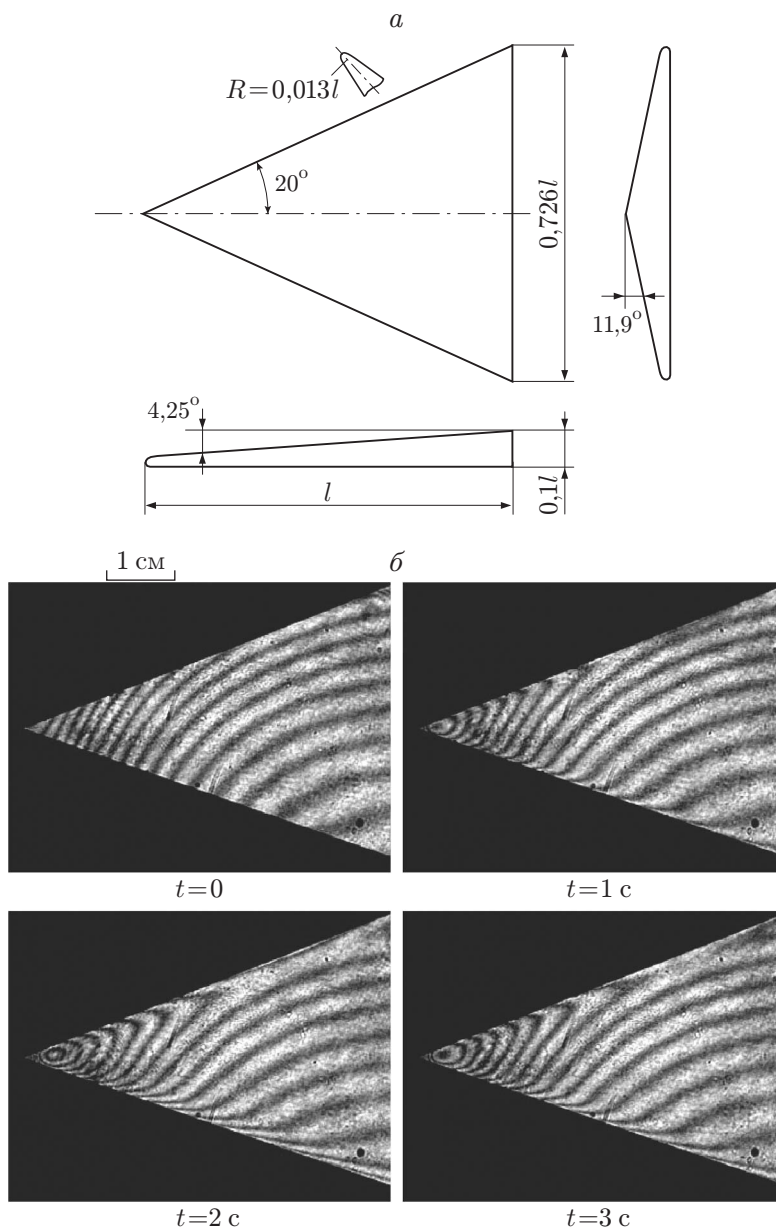 а
R=0,013l
20°
0,726l
11,9°
4,25°
l
0,1l
б
1 см
t=0
t=1 с
t=2 с
t=3 с